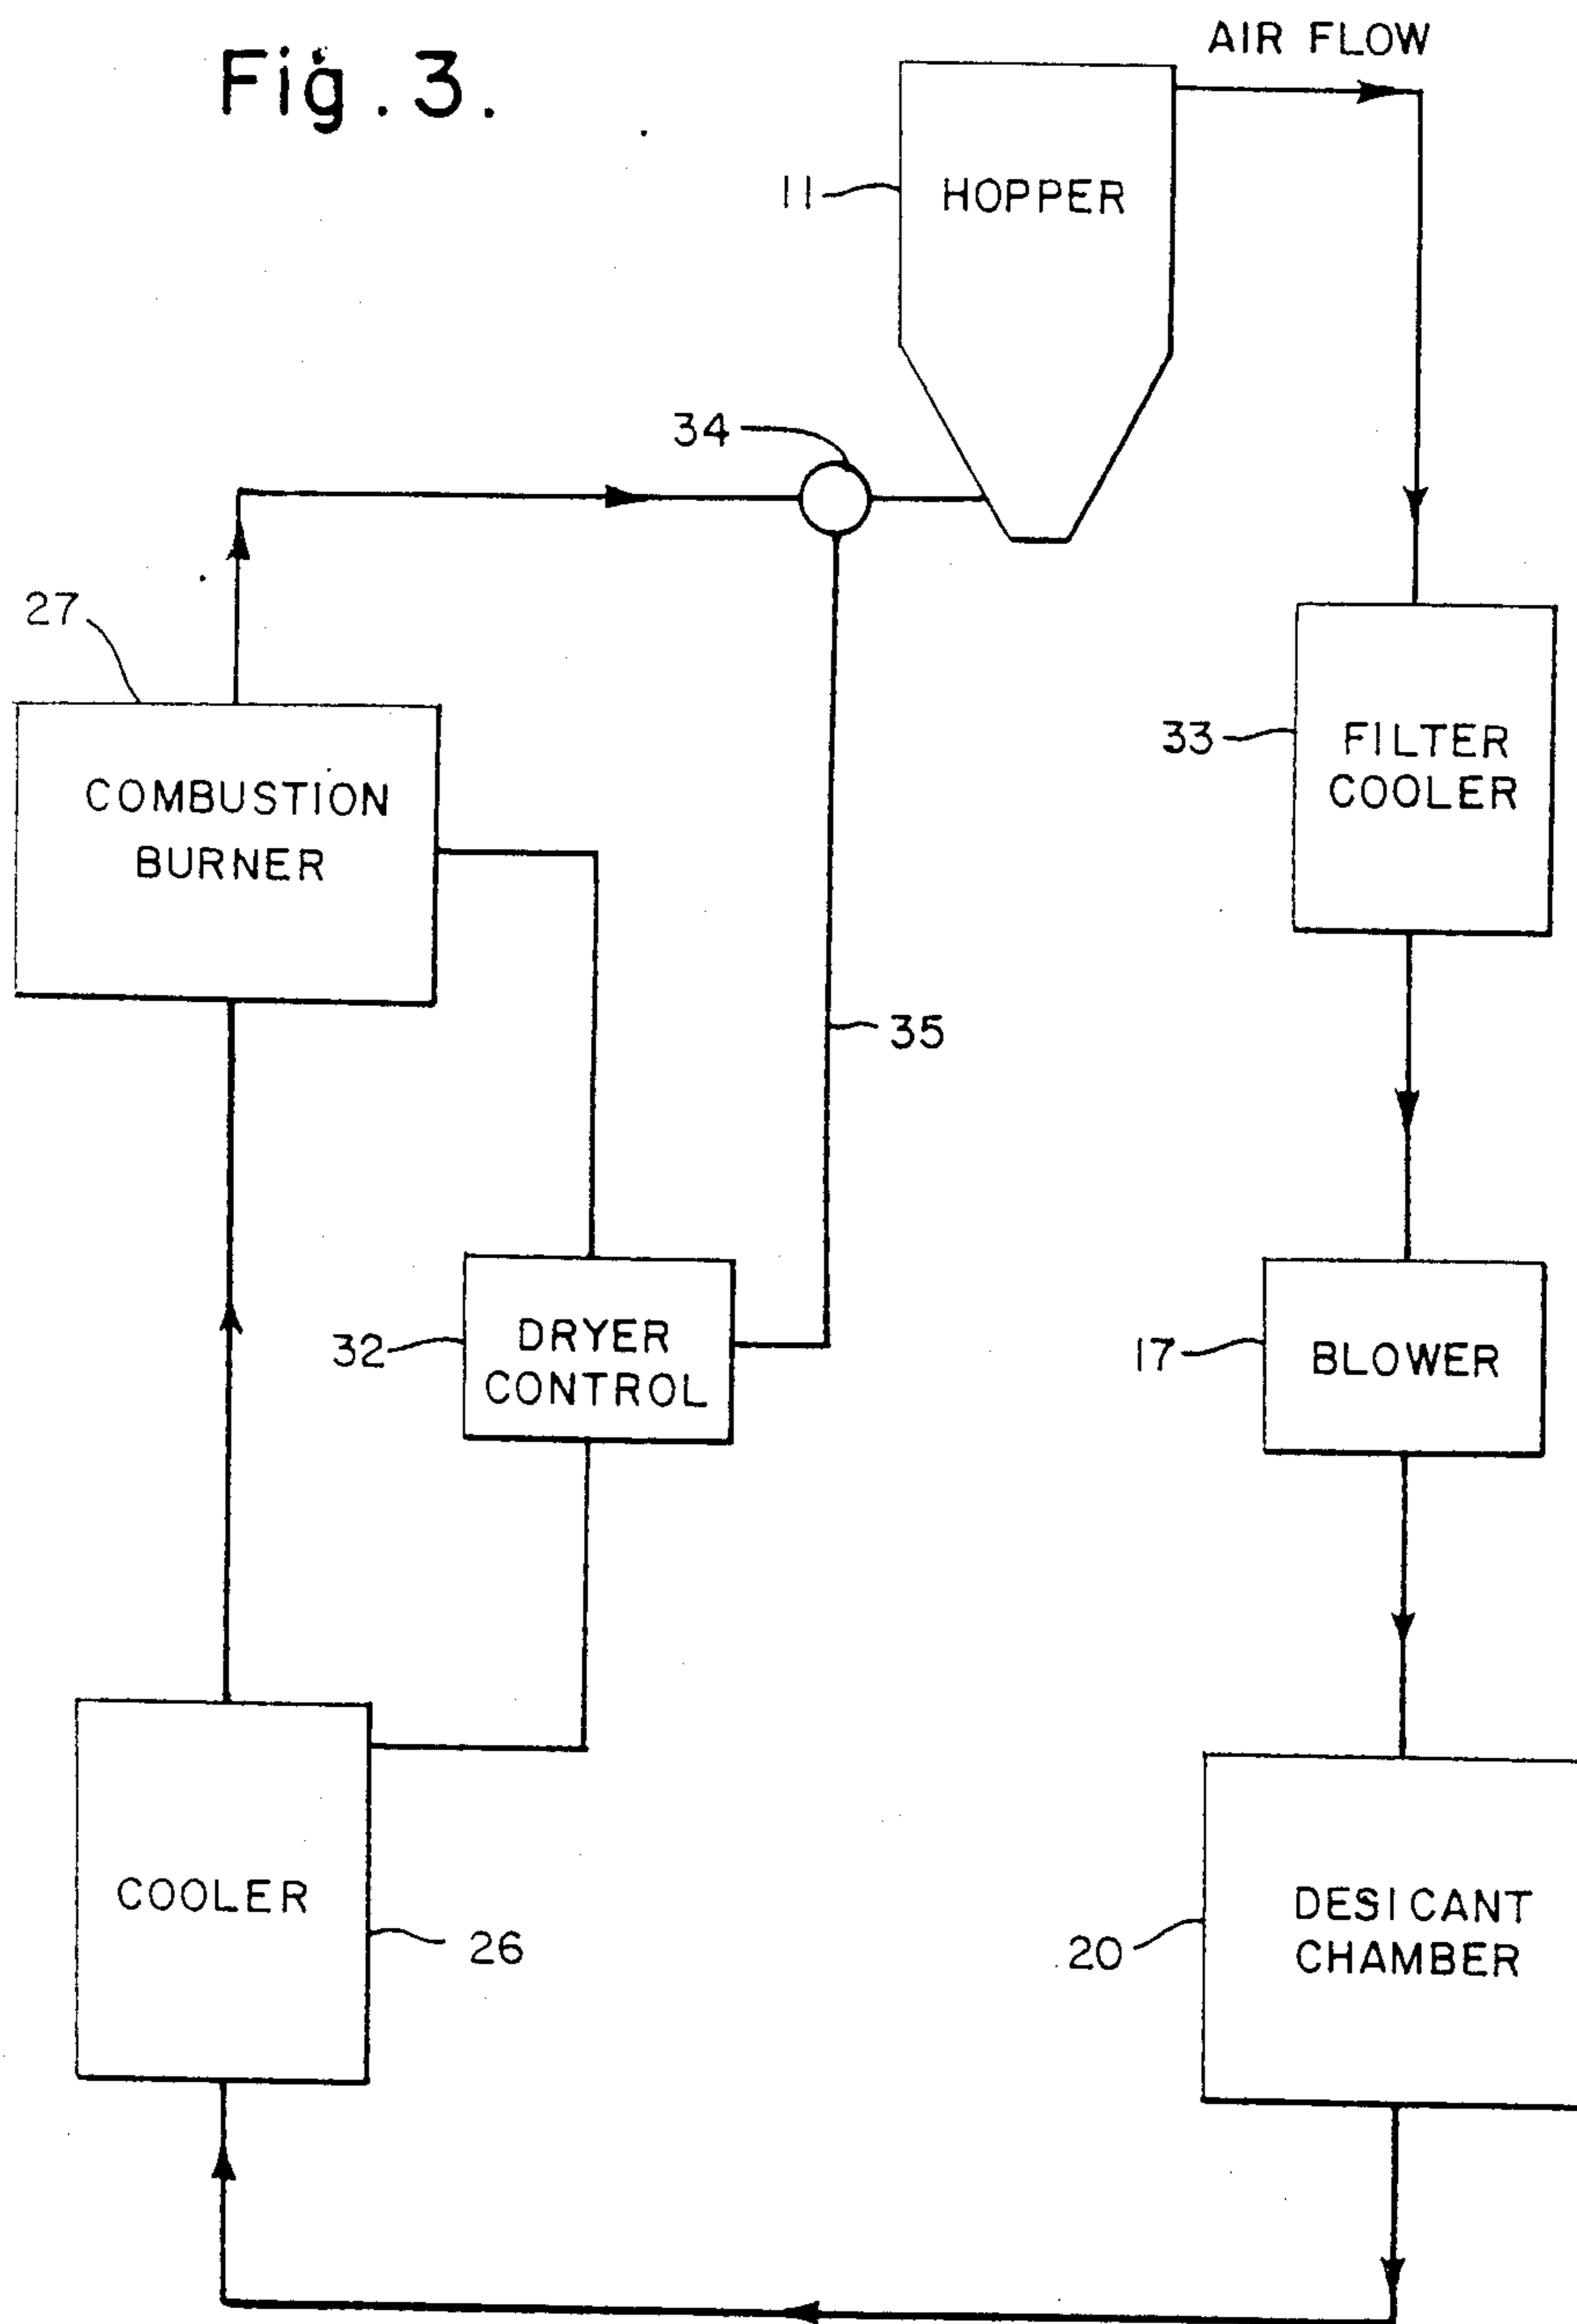 Fig. 3.
AIR FLOW
11
HOPPER
34
27
COMBUSTION
BURNER
33
FILTER
COOLER
35
32
DRYER
CONTROL
17
BLOWER
COOLER
26
20
DESICANT
CHAMBER